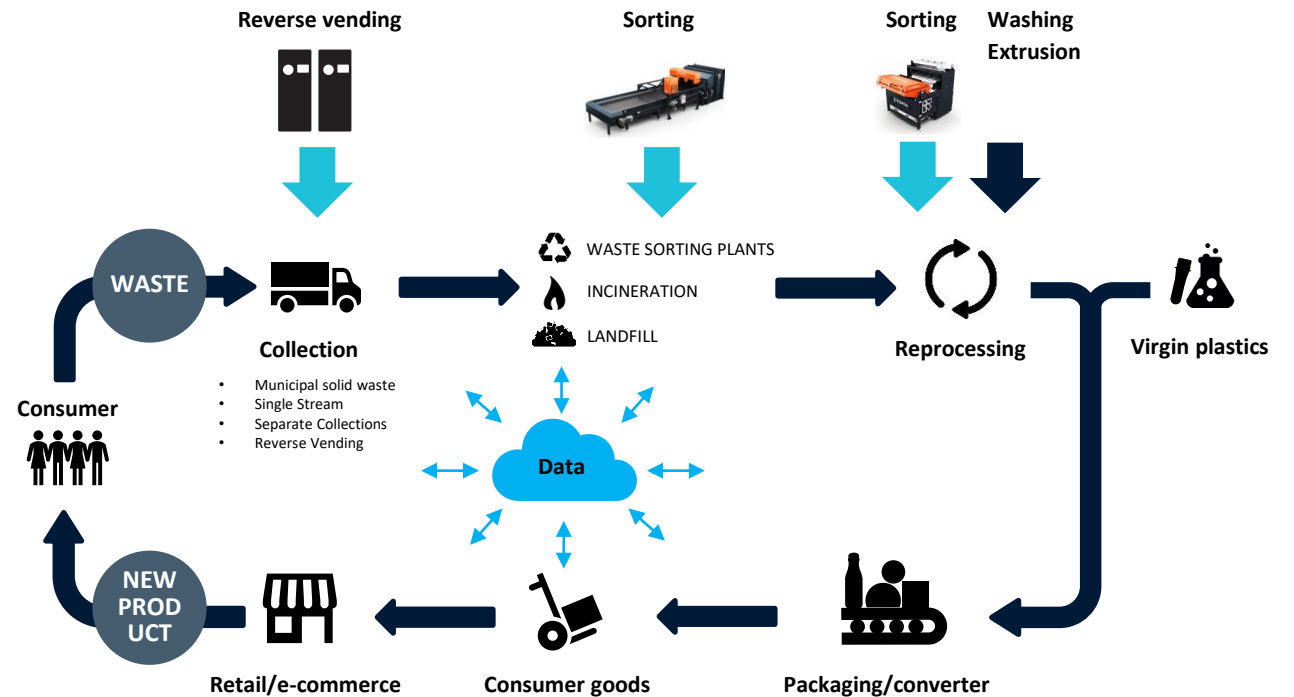 Reverse vending
Sorting
Sorting
Washing
Extrusion
WASTE
WASTE SORTING PLANTS
INCINERATION
LANDFILL
Collection
• Municipal solid waste
• Single Stream
• Separate Collections
• Reverse Vending
Reprocessing
Virgin plastics
Consumer
Data
NEW
PROD
UCT
Retail/e-commerce
Consumer goods
Packaging/converter